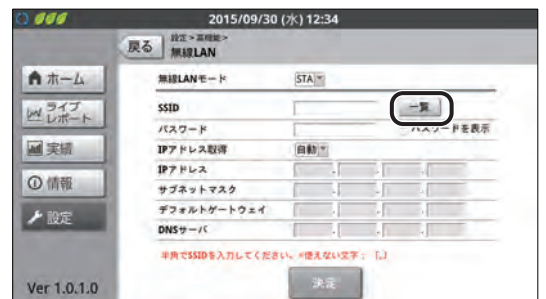 2015/09/30 (水) 12:34
戻る
設定 > 高機能 >
無線LAN
ホーム
ライブ
レポート
実績
情報
設定
Ver 1.0.1.0
無線LANモード STA
SSID 一覧
パスワード パスワードを表示
IPアドレス取得 自動
IPアドレス
サブネットマスク
デフォルトゲートウェイ
DNSサーバ
半角でSSIDを入力してください。※使えない文字：「,」
決定